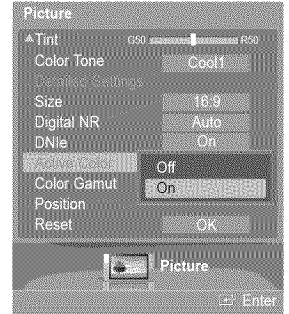 Picture
Tint G50 R50
Color Tone Cool1
Detailed Settings
Size 16:9
Digital NR Auto
DNIe On
Active Color Off
On
Color Gamut
Position
Reset OK
Picture
Enter